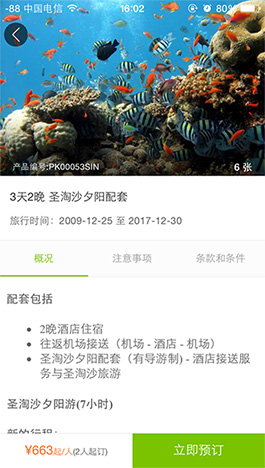 -88 中国电信 16:02 80%
产品编号:PK00053SIN 6 张
3天2晚 圣淘沙夕阳配套
旅行时间：2009-12-25 至 2017-12-30
概况 注意事项 条款和条件
配套包括
2晚酒店住宿
往返机场接送（机场 - 酒店 - 机场）
圣淘沙夕阳配套（有导游制) - 酒店接送服
务与圣淘沙旅游
圣淘沙夕阳游(7小时)
新的行程：
¥663起/人(2人起订) 立即预订